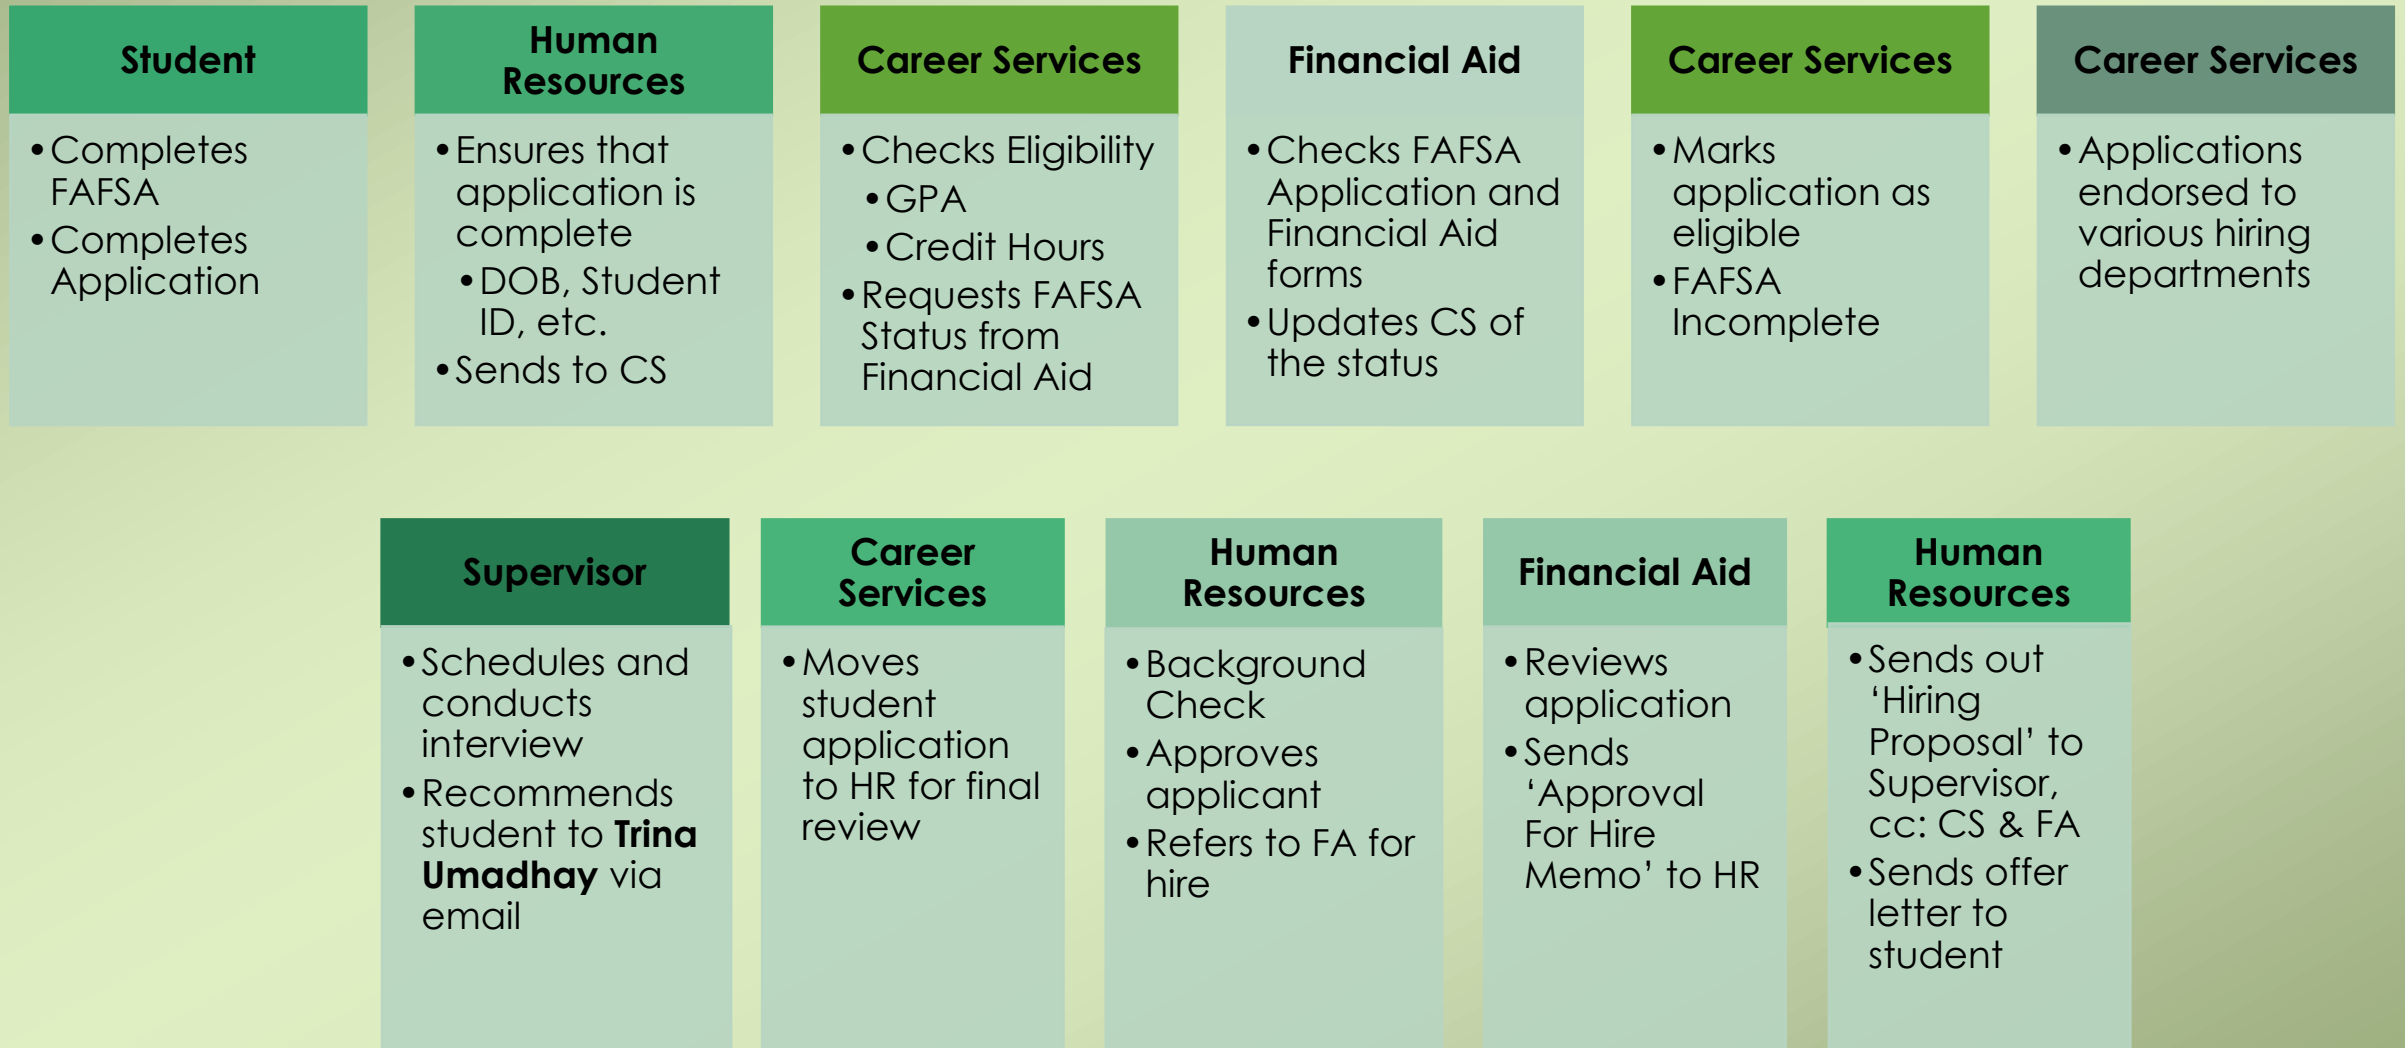 Student
•Completes
FAFSA
•Completes
Application
Human
Resources
•Ensures that
application is
complete
•DOB, Student
ID, etc.
•Sends to CS
Career Services
•Checks Eligibility
•GPA
•Credit Hours
•Requests FAFSA
Status from
Financial Aid
Financial Aid
•Checks FAFSA
Application and
Financial Aid
forms
•Updates CS of
the status
Career Services
•Marks
application as
eligible
•FAFSA
Incomplete
Career Services
•Applications
endorsed to
various hiring
departments
Supervisor
•Schedules and
conducts
interview
•Recommends
student to Trina
Umadhay via
email
Career
Services
•Moves
student
application
to HR for final
review
Human
Resources
•Background
Check
•Approves
applicant
•Refers to FA for
hire
Financial Aid
•Reviews
application
•Sends
‘Approval
For Hire
Memo’ to HR
Human
Resources
•Sends out
‘Hiring
Proposal’ to
Supervisor,
cc: CS & FA
•Sends offer
letter to
student